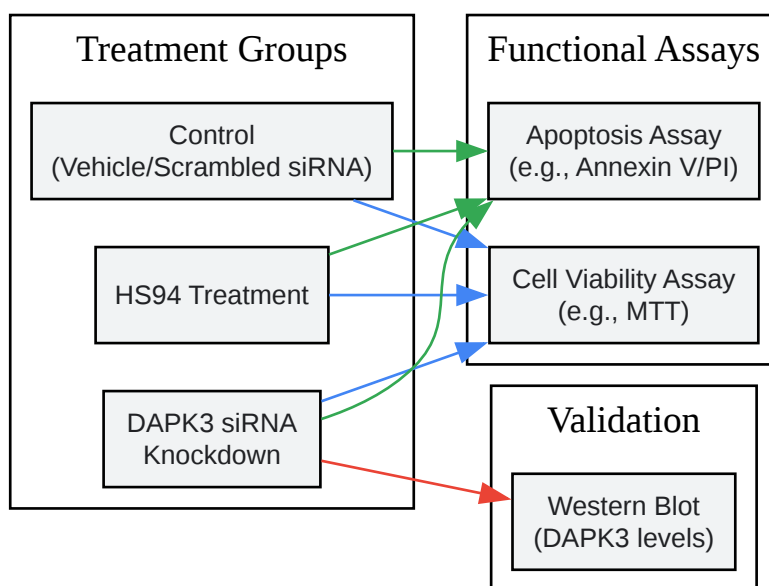 Treatment Groups
Control
(Vehicle/Scrambled siRNA)
HS94 Treatment
DAPK3 siRNA
Knockdown
Functional Assays
Apoptosis Assay
(e.g., Annexin V/PI)
Cell Viability Assay
(e.g., MTT)
Validation
Western Blot
(DAPK3 levels)